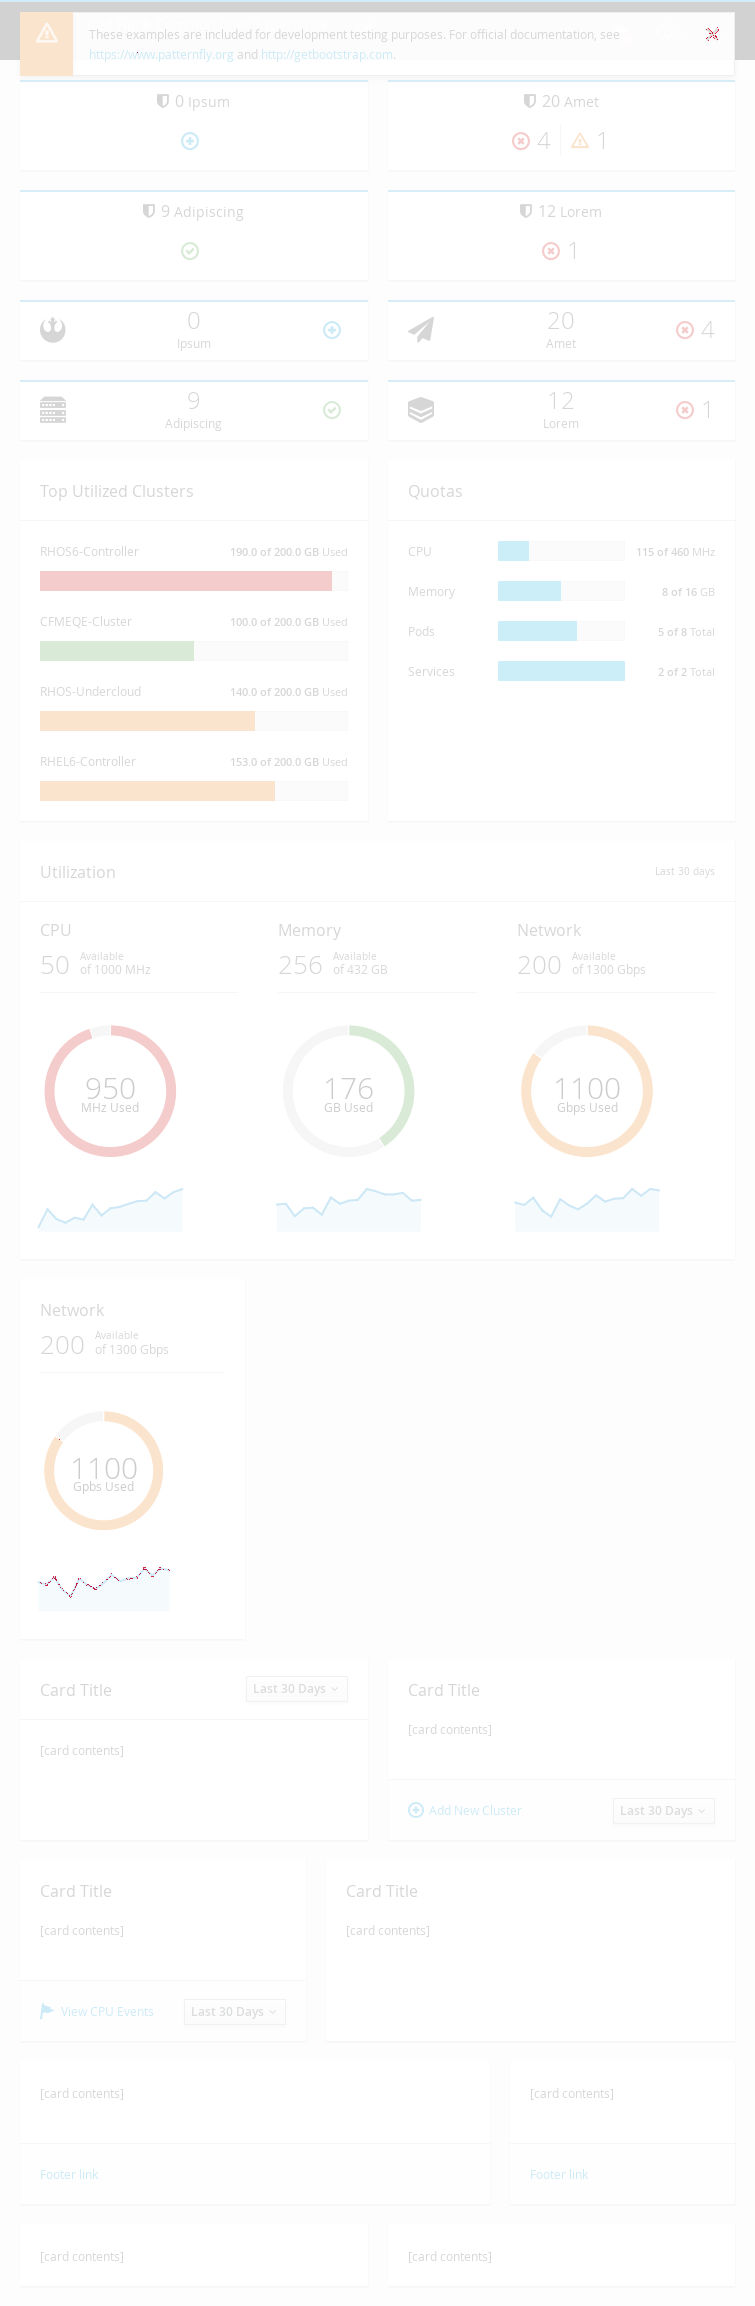 These examples are included for development testing purposes. For official documentation, see
https://www.patternfly.org and http://getbootstrap.com.
0 Ipsum
20 Amet
4
1
9 Adipiscing
12 Lorem
1
0
Ipsum
20
Amet
4
9
Adipiscing
12
Lorem
1
Top Utilized Clusters
RHOS6-Controller
190.0 of 200.0 GB Used
CFMEQE-Cluster
100.0 of 200.0 GB Used
RHOS-Undercloud
140.0 of 200.0 GB Used
RHEL6-Controller
153.0 of 200.0 GB Used
Quotas
CPU
115 of 460 MHz
Memory
8 of 16 GB
Pods
5 of 8 Total
Services
2 of 2 Total
Utilization
Last 30 days
CPU
50
Available
of 1000 MHz
950
MHz Used
Memory
256
Available
of 432 GB
176
GB Used
Network
200
Available
of 1300 Gbps
1100
Gbps Used
Network
200
Available
of 1300 Gbps
1100
Gpbs Used
Card Title
Last 30 Days
[card contents]
Card Title
[card contents]
Add New Cluster
Last 30 Days
Card Title
[card contents]
View CPU Events
Last 30 Days
Card Title
[card contents]
[card contents]
Footer link
[card contents]
Footer link
[card contents]
[card contents]